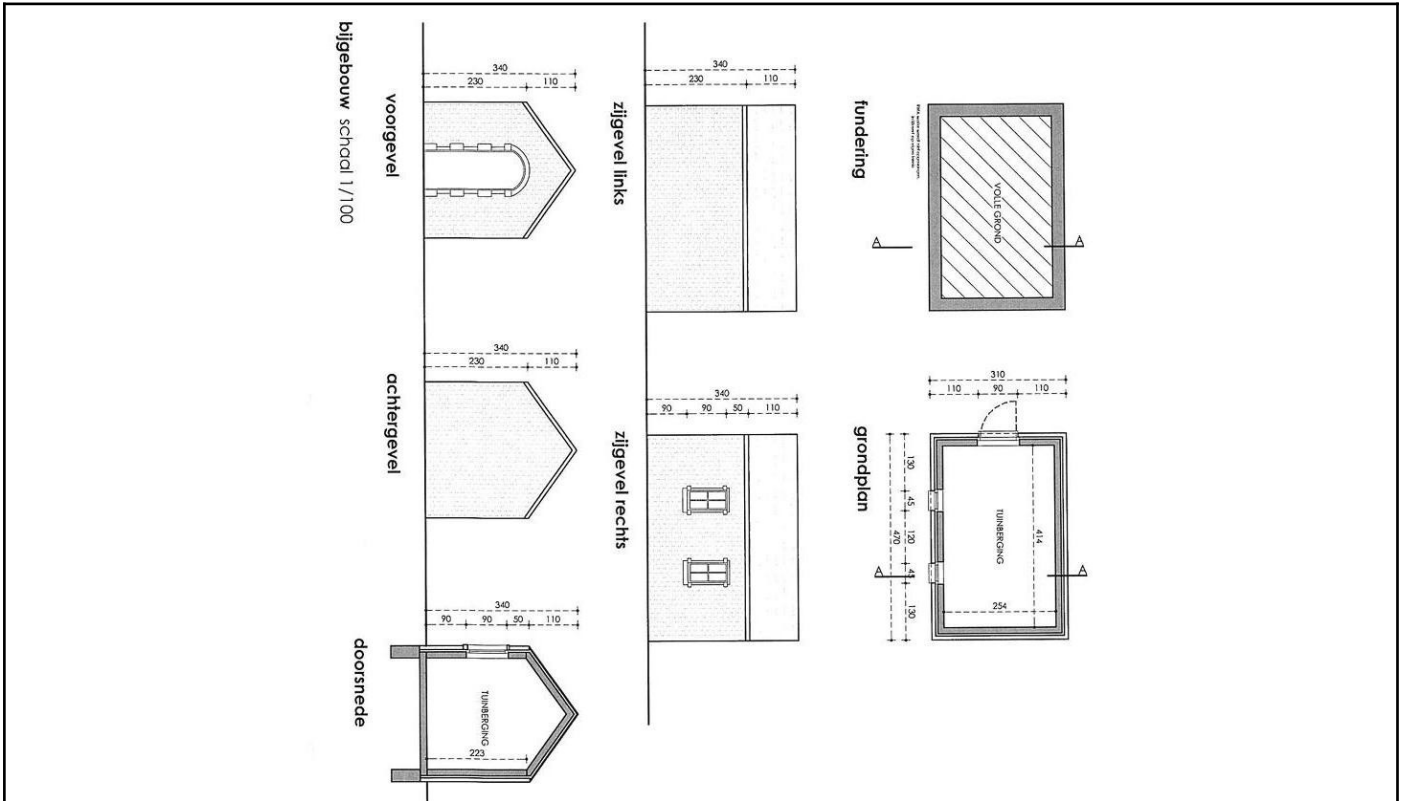 VOLLE GROND
A
A
fundering
310
110 90 110
TUINBERGING
414
254
A
A
130 45 120 45 130
470
grondplan
340
230 110
zijgevel links
340
90 90 50 110
zijgevel rechts
340
230 110
voorgevel
340
230 110
achtergevel
340
90 90 50 110
TUINBERGING
223
doorsnede
bijgebouw schaal 1/100